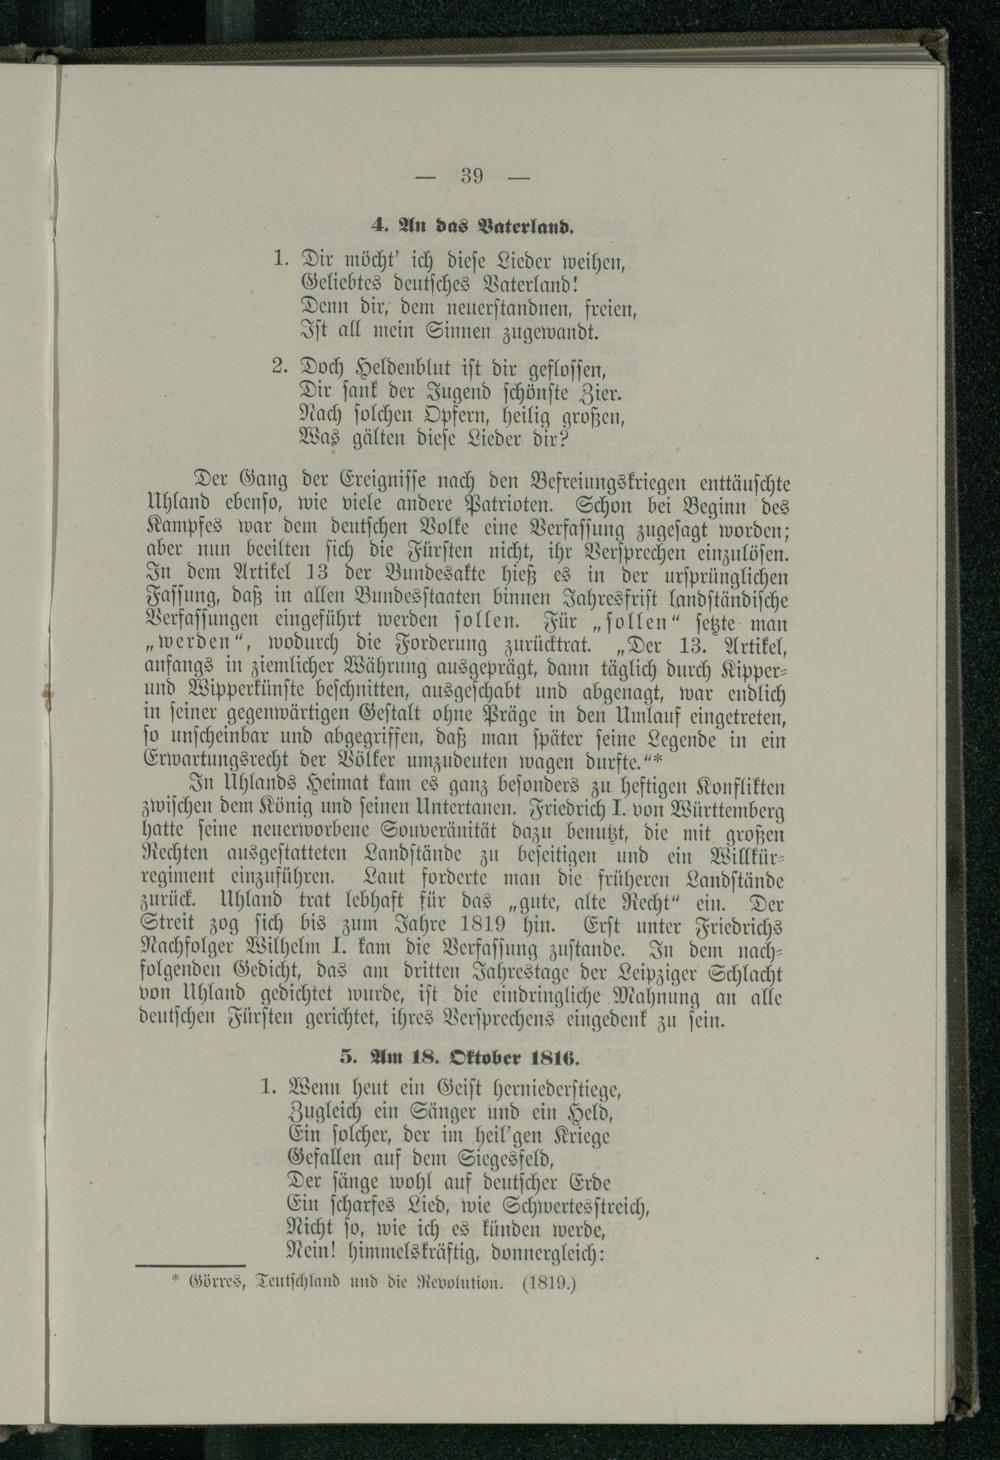 — 39 —
4. An das Vaterland.
1. Dir möcht' ich diese Lieder weihen,
Geliebtes deutsches Vaterland!
Denn dir, dem neuerstandnen, freien,
Ist all mein Sinnen zugewandt.
2. Doch Heldenblut ist dir geflossen,
Dir sank der Jugend schönste Zier.
Nach solchen Opfern, heilig großen,
Was gälten diese Lieder dir?
Der Gang der Ereignisse nach den Befreiungskriegen enttäuschte
Uhland ebenso, wie viele andere Patrioten. Schon bei Beginn des
Kampfes war dem deutschen Volke eine Verfassung zugesagt worden;
aber nun beeilten sich die Fürsten nicht, ihr Versprechen einzulösen.
In dem Artikel 13 der Bundesakte hieß es in der ursprünglichen
Fassung, daß in allen Bundesstaaten binnen Jahresfrist landständische
Verfassungen eingeführt werden sollen. Für „sollen“ setzte man
„werden“, wodurch die Forderung zurücktrat. „Der 13. Artikel,
anfangs in ziemlicher Währung ausgeprägt, dann täglich durch Kipper-
und Wipperkünste beschnitten, ausgeschabt und abgenagt, war endlich
in seiner gegenwärtigen Gestalt ohne Präge in den Umlauf eingetreten,
so unscheinbar und abgegriffen, daß man später seine Legende in ein
Erwartungsrecht der Völker umzudeuten wagen durfte.“*
In Uhlands Heimat kam es ganz besonders zu heftigen Konflikten
zwischen dem König und seinen Untertanen. Friedrich I. von Württemberg
hatte seine neuerworbene Souveränität dazu benutzt, die mit großen
Rechten ausgestatteten Landstände zu beseitigen und ein Willkür-
regiment einzuführen. Laut forderte man die früheren Landstände
zurück. Uhland trat lebhaft für das „gute, alte Recht“ ein. Der
Streit zog sich bis zum Jahre 1819 hin. Erst unter Friedrichs
Nachfolger Wilhelm I. kam die Verfassung zustande. In dem nach-
folgenden Gedicht, das am dritten Jahrestage der Leipziger Schlacht
von Uhland gedichtet wurde, ist die eindringliche Mahnung an alle
deutschen Fürsten gerichtet, ihres Versprechens eingedenk zu sein.
5. Am 18. Oktober 1816.
1. Wenn heut ein Geist herniederstiege,
Zugleich ein Sänger und ein Held,
Ein solcher, der im heil'gen Kriege
Gefallen auf dem Siegesfeld,
Der sänge wohl auf deutscher Erde
Ein scharfes Lied, wie Schwertesstreich,
Nicht so, wie ich es künden werde,
Nein! himmelskräftig, donnergleich:
* Görres, Teutschland und die Revolution. (1819.)